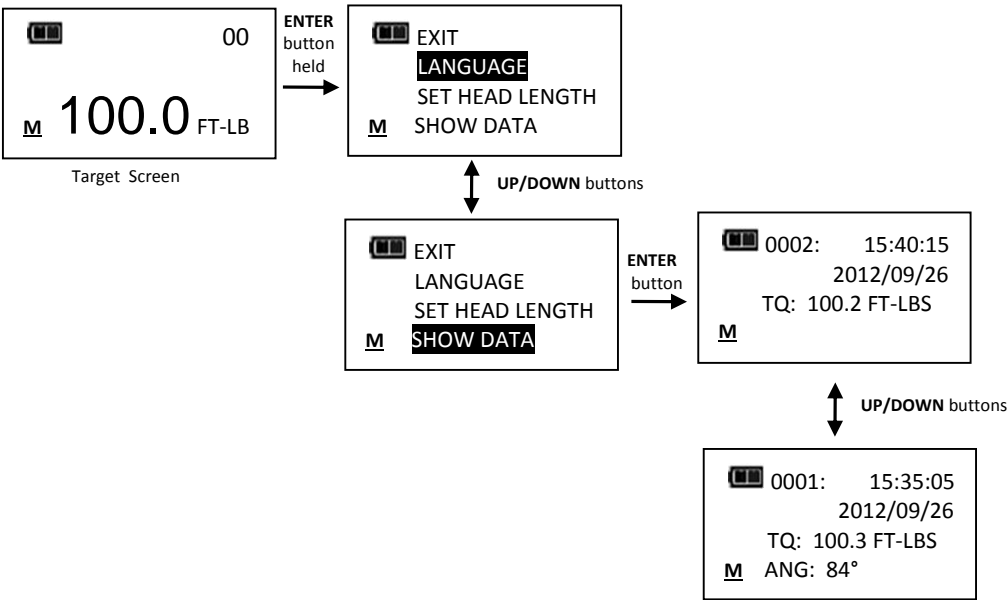 00
M 100.0 FT-LB
Target Screen
ENTER
button
held
EXIT
LANGUAGE
SET HEAD LENGTH
M SHOW DATA
UP/DOWN buttons
EXIT
LANGUAGE
SET HEAD LENGTH
M SHOW DATA
ENTER
button
0002: 15:40:15
2012/09/26
TQ: 100.2 FT-LBS
M
UP/DOWN buttons
0001: 15:35:05
2012/09/26
TQ: 100.3 FT-LBS
M ANG: 84°